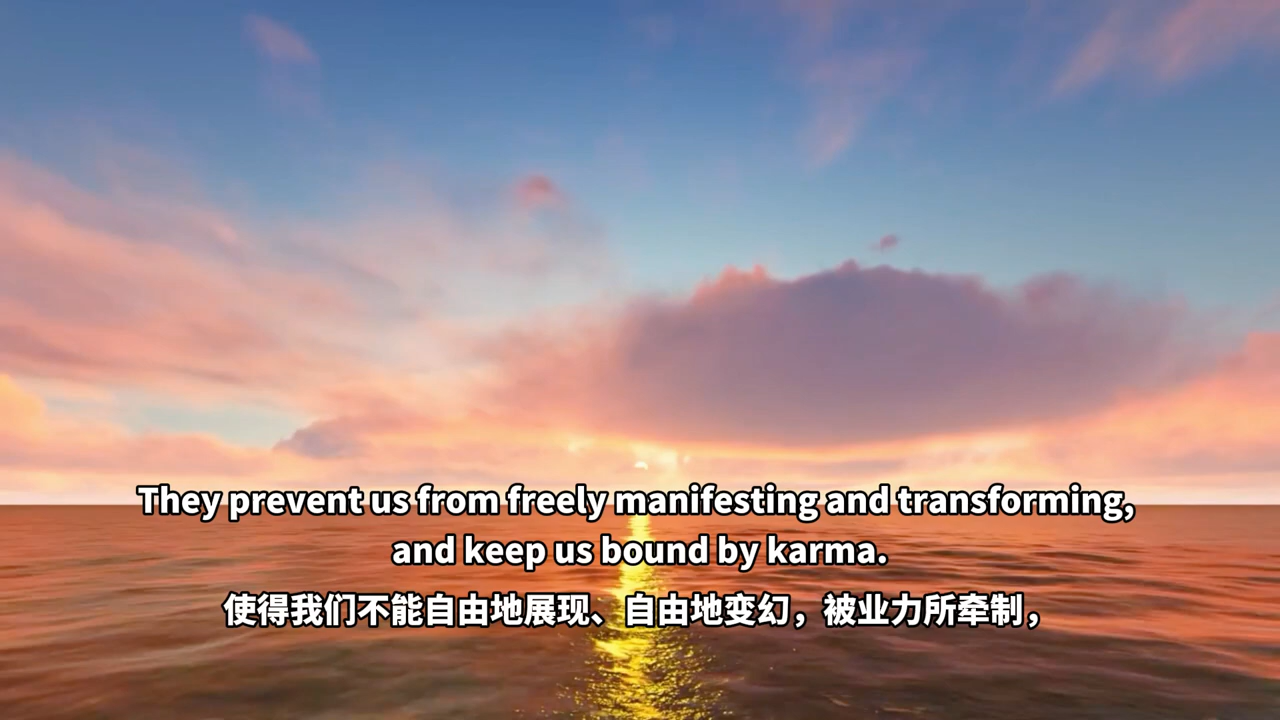 They prevent us from freely manifesting and transforming,
and keep us bound by karma.
使得我们不能自由地展现、自由地变幻，被业力所牵制，